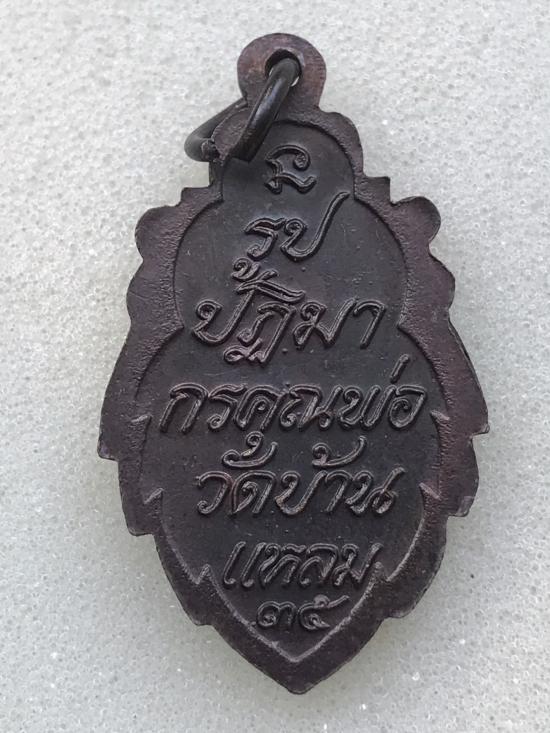 รูป
ปั้ฏิมา
กรคุณพ่อ
วัดบ้าน
แหลม
๓๕